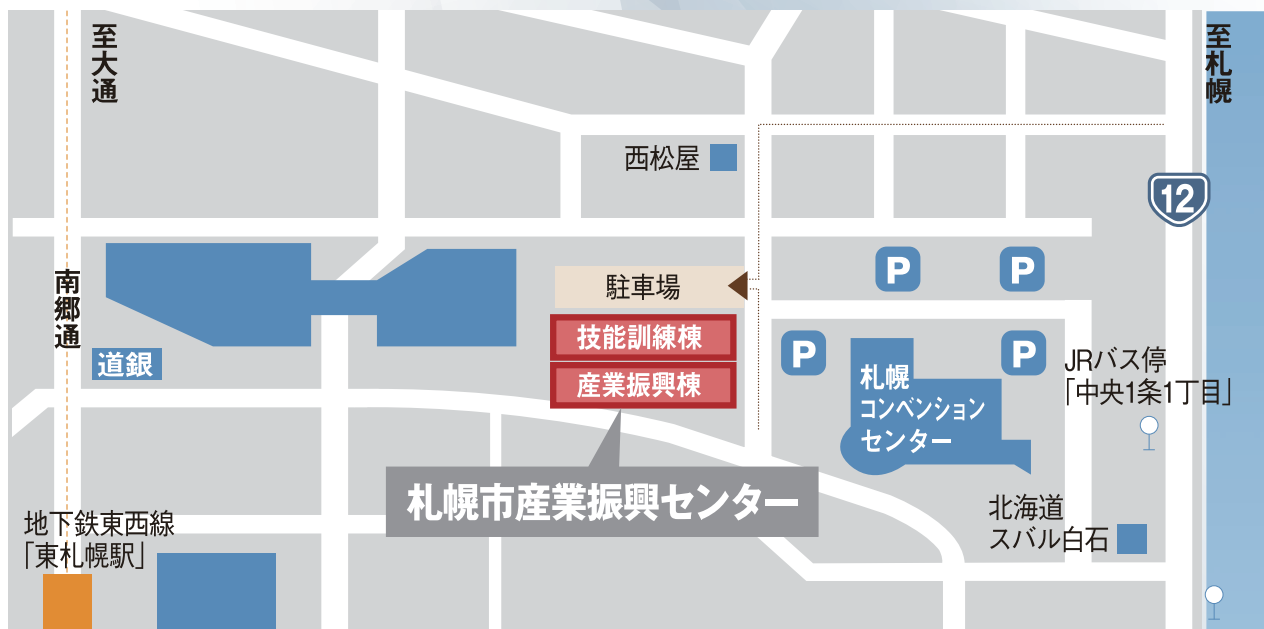 至大通
至札幌
西松屋
12
南郷通
P
P
駐車場
技能訓練棟
産業振興棟
道銀
P
P
JRバス停
「中央1条1丁目」
札幌
コンベンション
センター
札幌市産業振興センター
北海道
スバル白石
地下鉄東西線
「東札幌駅」